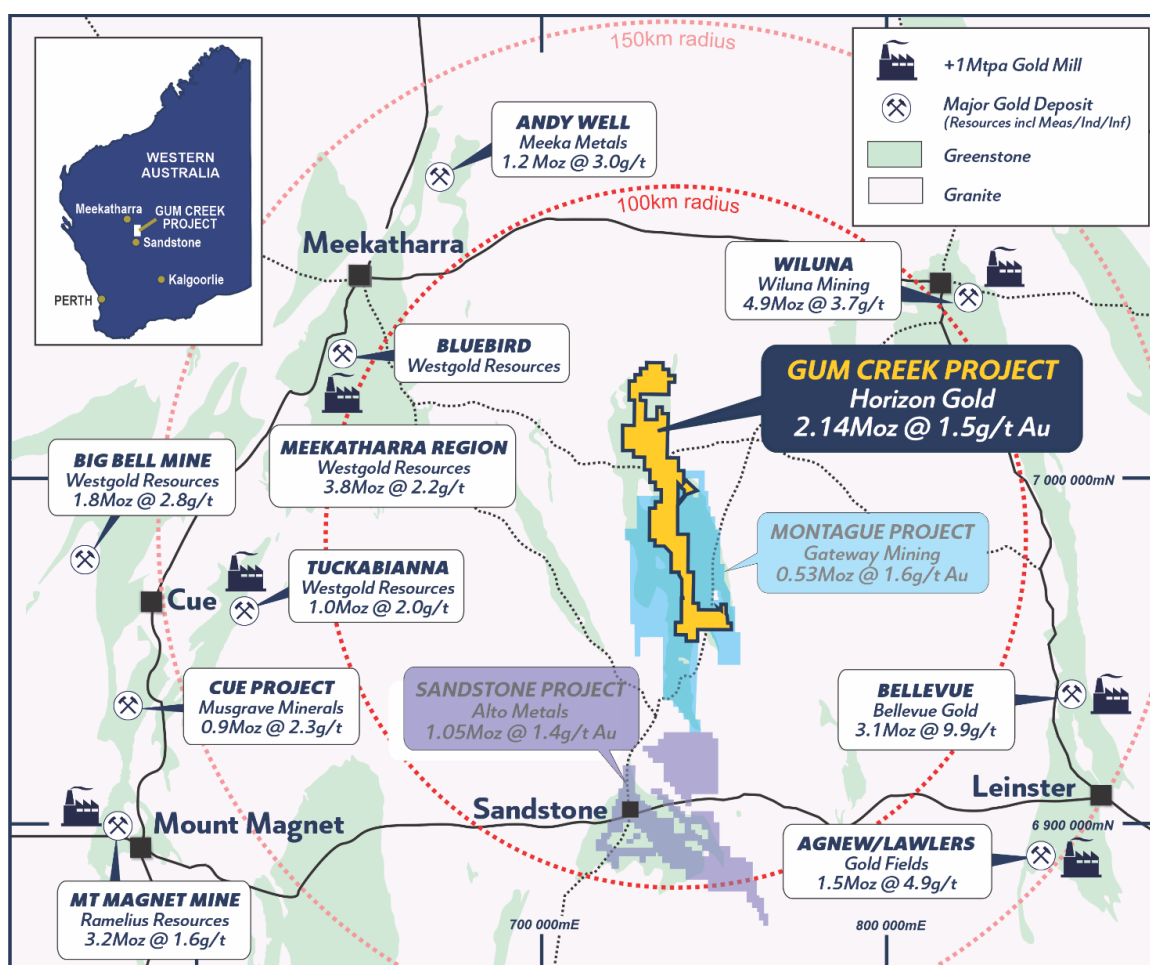 150km radius
+1Mtpa Gold Mill
Major Gold Deposit
(Resources incl Meas/Ind/Inf)
Greenstone
Granite
WESTERN
AUSTRALIA
Meekatharra
GUM CREEK
PROJECT
Sandstone
Kalgoorlie
PERTH
ANDY WELL
Meeka Metals
1.2 Moz @ 3.0g/t
100km radius
Meekatharra
WILUNA
Wiluna Mining
4.9Moz @ 3.7g/t
BLUEBIRD
Westgold Resources
GUM CREEK PROJECT
Horizon Gold
2.14Moz @ 1.5g/t Au
MEEKATHARRA REGION
Westgold Resources
3.8Moz @ 2.2g/t
BIG BELL MINE
Westgold Resources
1.8Moz @ 2.8g/t
7 000 000mN
MONTAGUE PROJECT
Gateway Mining
0.53Moz @ 1.6g/t Au
TUCKABIANNA
Westgold Resources
1.0Moz @ 2.0g/t
Cue
CUE PROJECT
Musgrave Minerals
0.9Moz @ 2.3g/t
SANDSTONE PROJECT
Alto Metals
1.05Moz @ 1.4g/t Au
BELLEVUE
Bellevue Gold
3.1Moz @ 9.9g/t
Leinster
Sandstone
Mount Magnet
6 900 000mN
AGNEW/LAWLERS
Gold Fields
1.5Moz @ 4.9g/t
MT MAGNET MINE
Ramelius Resources
3.2Moz @ 1.6g/t
700 000mE
800 000mE